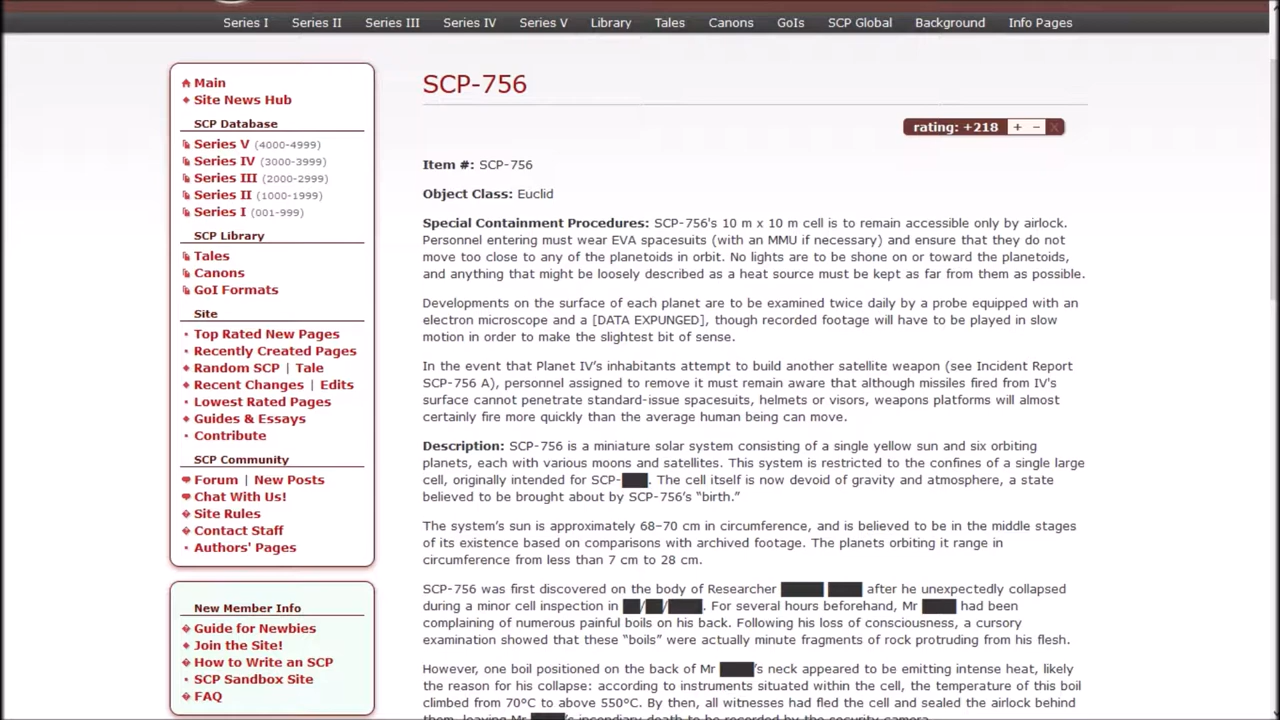 Series I Series II Series III Series IV Series V Library Tales Canons GoIs SCP Global Background Info Pages
Main
Site News Hub
SCP Database
Series V (4000-4999)
Series IV (3000-3999)
Series III (2000-2999)
Series II (1000-1999)
Series I (001-999)
SCP Library
Tales
Canons
GoI Formats
Site
Top Rated New Pages
Recently Created Pages
Random SCP | Tale
Recent Changes | Edits
Lowest Rated Pages
Guides & Essays
Contribute
SCP Community
Forum | New Posts
Chat With Us!
Site Rules
Contact Staff
Authors' Pages
New Member Info
Guide for Newbies
Join the Site!
How to Write an SCP
SCP Sandbox Site
FAQ
SCP-756
rating: +218 + – X
Item #: SCP-756
Object Class: Euclid
Special Containment Procedures: SCP-756's 10 m x 10 m cell is to remain accessible only by airlock.
Personnel entering must wear EVA spacesuits (with an MMU if necessary) and ensure that they do not
move too close to any of the planetoids in orbit. No lights are to be shone on or toward the planetoids,
and anything that might be loosely described as a heat source must be kept as far from them as possible.
Developments on the surface of each planet are to be examined twice daily by a probe equipped with an
electron microscope and a [DATA EXPUNGED], though recorded footage will have to be played in slow
motion in order to make the slightest bit of sense.
In the event that Planet IV's inhabitants attempt to build another satellite weapon (see Incident Report
SCP-756 A), personnel assigned to remove it must remain aware that although missiles fired from IV's
surface cannot penetrate standard-issue spacesuits, helmets or visors, weapons platforms will almost
certainly fire more quickly than the average human being can move.
Description: SCP-756 is a miniature solar system consisting of a single yellow sun and six orbiting
planets, each with various moons and satellites. This system is restricted to the confines of a single large
cell, originally intended for SCP-███. The cell itself is now devoid of gravity and atmosphere, a state
believed to be brought about by SCP-756's “birth.”
The system's sun is approximately 68–70 cm in circumference, and is believed to be in the middle stages
of its existence based on comparisons with archived footage. The planets orbiting it range in
circumference from less than 7 cm to 28 cm.
SCP-756 was first discovered on the body of Researcher █████ ████ after he unexpectedly collapsed
during a minor cell inspection in ██/██/████. For several hours beforehand, Mr ████ had been
complaining of numerous painful boils on his back. Following his loss of consciousness, a cursory
examination showed that these “boils” were actually minute fragments of rock protruding from his flesh.
However, one boil positioned on the back of Mr ████'s neck appeared to be emitting intense heat, likely
the reason for his collapse: according to instruments situated within the cell, the temperature of this boil
climbed from 70ºC to above 550ºC. By then, all witnesses had fled the cell and sealed the airlock behind
them, leaving Mr ████'s incendiary death to be recorded by the security camera.